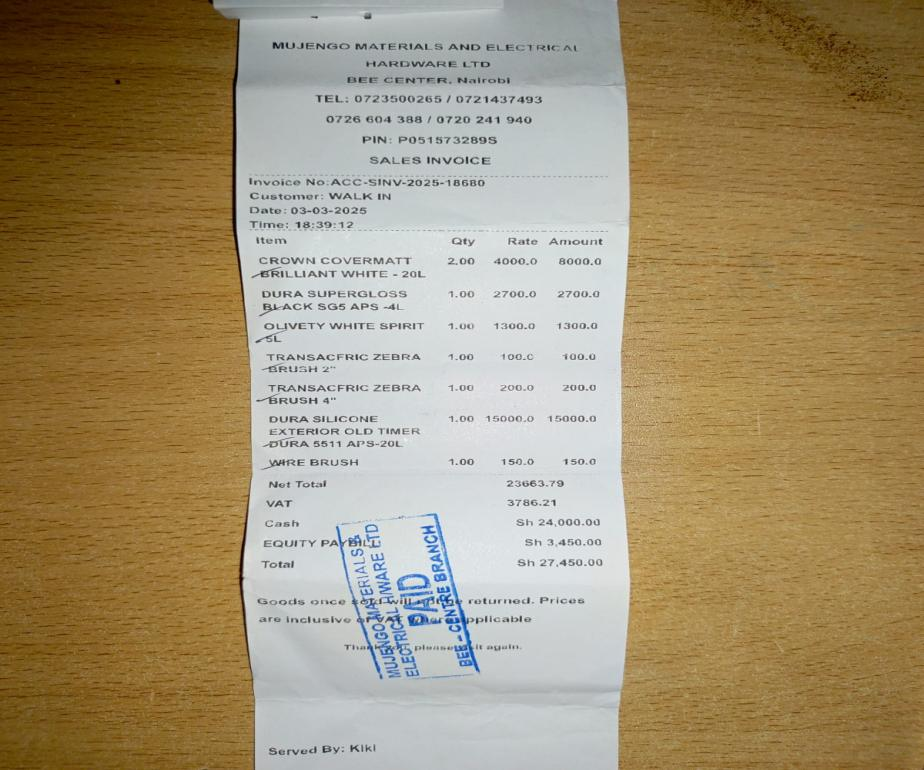 MUJENGO MATERIALS AND ELECTRICAL
HARDWARE LTD
BEE CENTER, Nairobi
TEL: 0723500265 / 0721437493
0726 604 388 / 0720 241 940
PIN: P051573289S
SALES INVOICE
Invoice No:ACC-SINV-2025-18680
Customer: WALK IN
Date: 03-03-2025
Time: 18:39:12
Item Qty Rate Amount
CROWN COVERMATT 2.00 4000.0 8000.0
BRILLIANT WHITE - 20L
DURA SUPERGLOSS 1.00 2700.0 2700.0
BLACK SG5 APS -4L
OLIVETY WHITE SPIRIT 1.00 1300.0 1300.0
5L
TRANSACFRIC ZEBRA 1.00 100.0 100.0
BRUSH 2"
TRANSACFRIC ZEBRA 1.00 200.0 200.0
BRUSH 4"
DURA SILICONE 1.00 15000.0 15000.0
EXTERIOR OLD TIMER
DURA 5511 APS-20L
WIRE BRUSH 1.00 150.0 150.0
Net Total 23663.79
VAT 3786.21
Cash Sh 24,000.00
EQUITY PAYBILL Sh 3,450.00
Total Sh 27,450.00
Goods once sold will not be returned. Prices
are inclusive of VAT where applicable
Thank you, please visit again.
MUJENGO MATERIALS &
ELECTRICAL H/WARE LTD
PAID
BEE - CENTRE BRANCH
Served By: Kiki